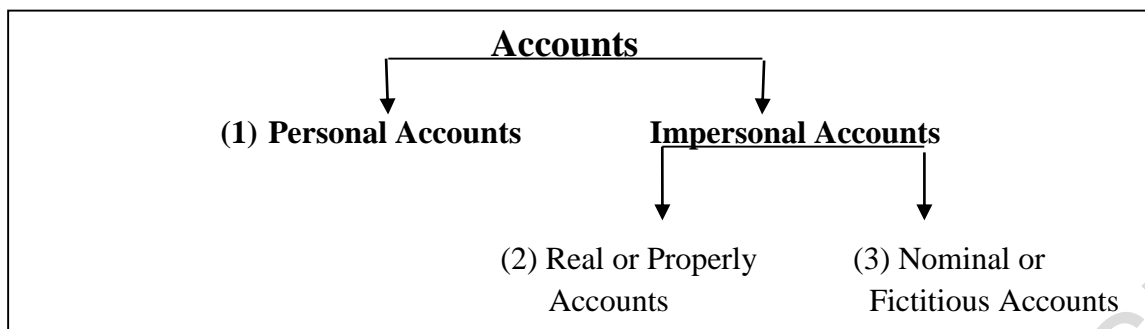 Accounts
(1) Personal Accounts Impersonal Accounts
(2) Real or Properly (3) Nominal or
Accounts Fictitious Accounts